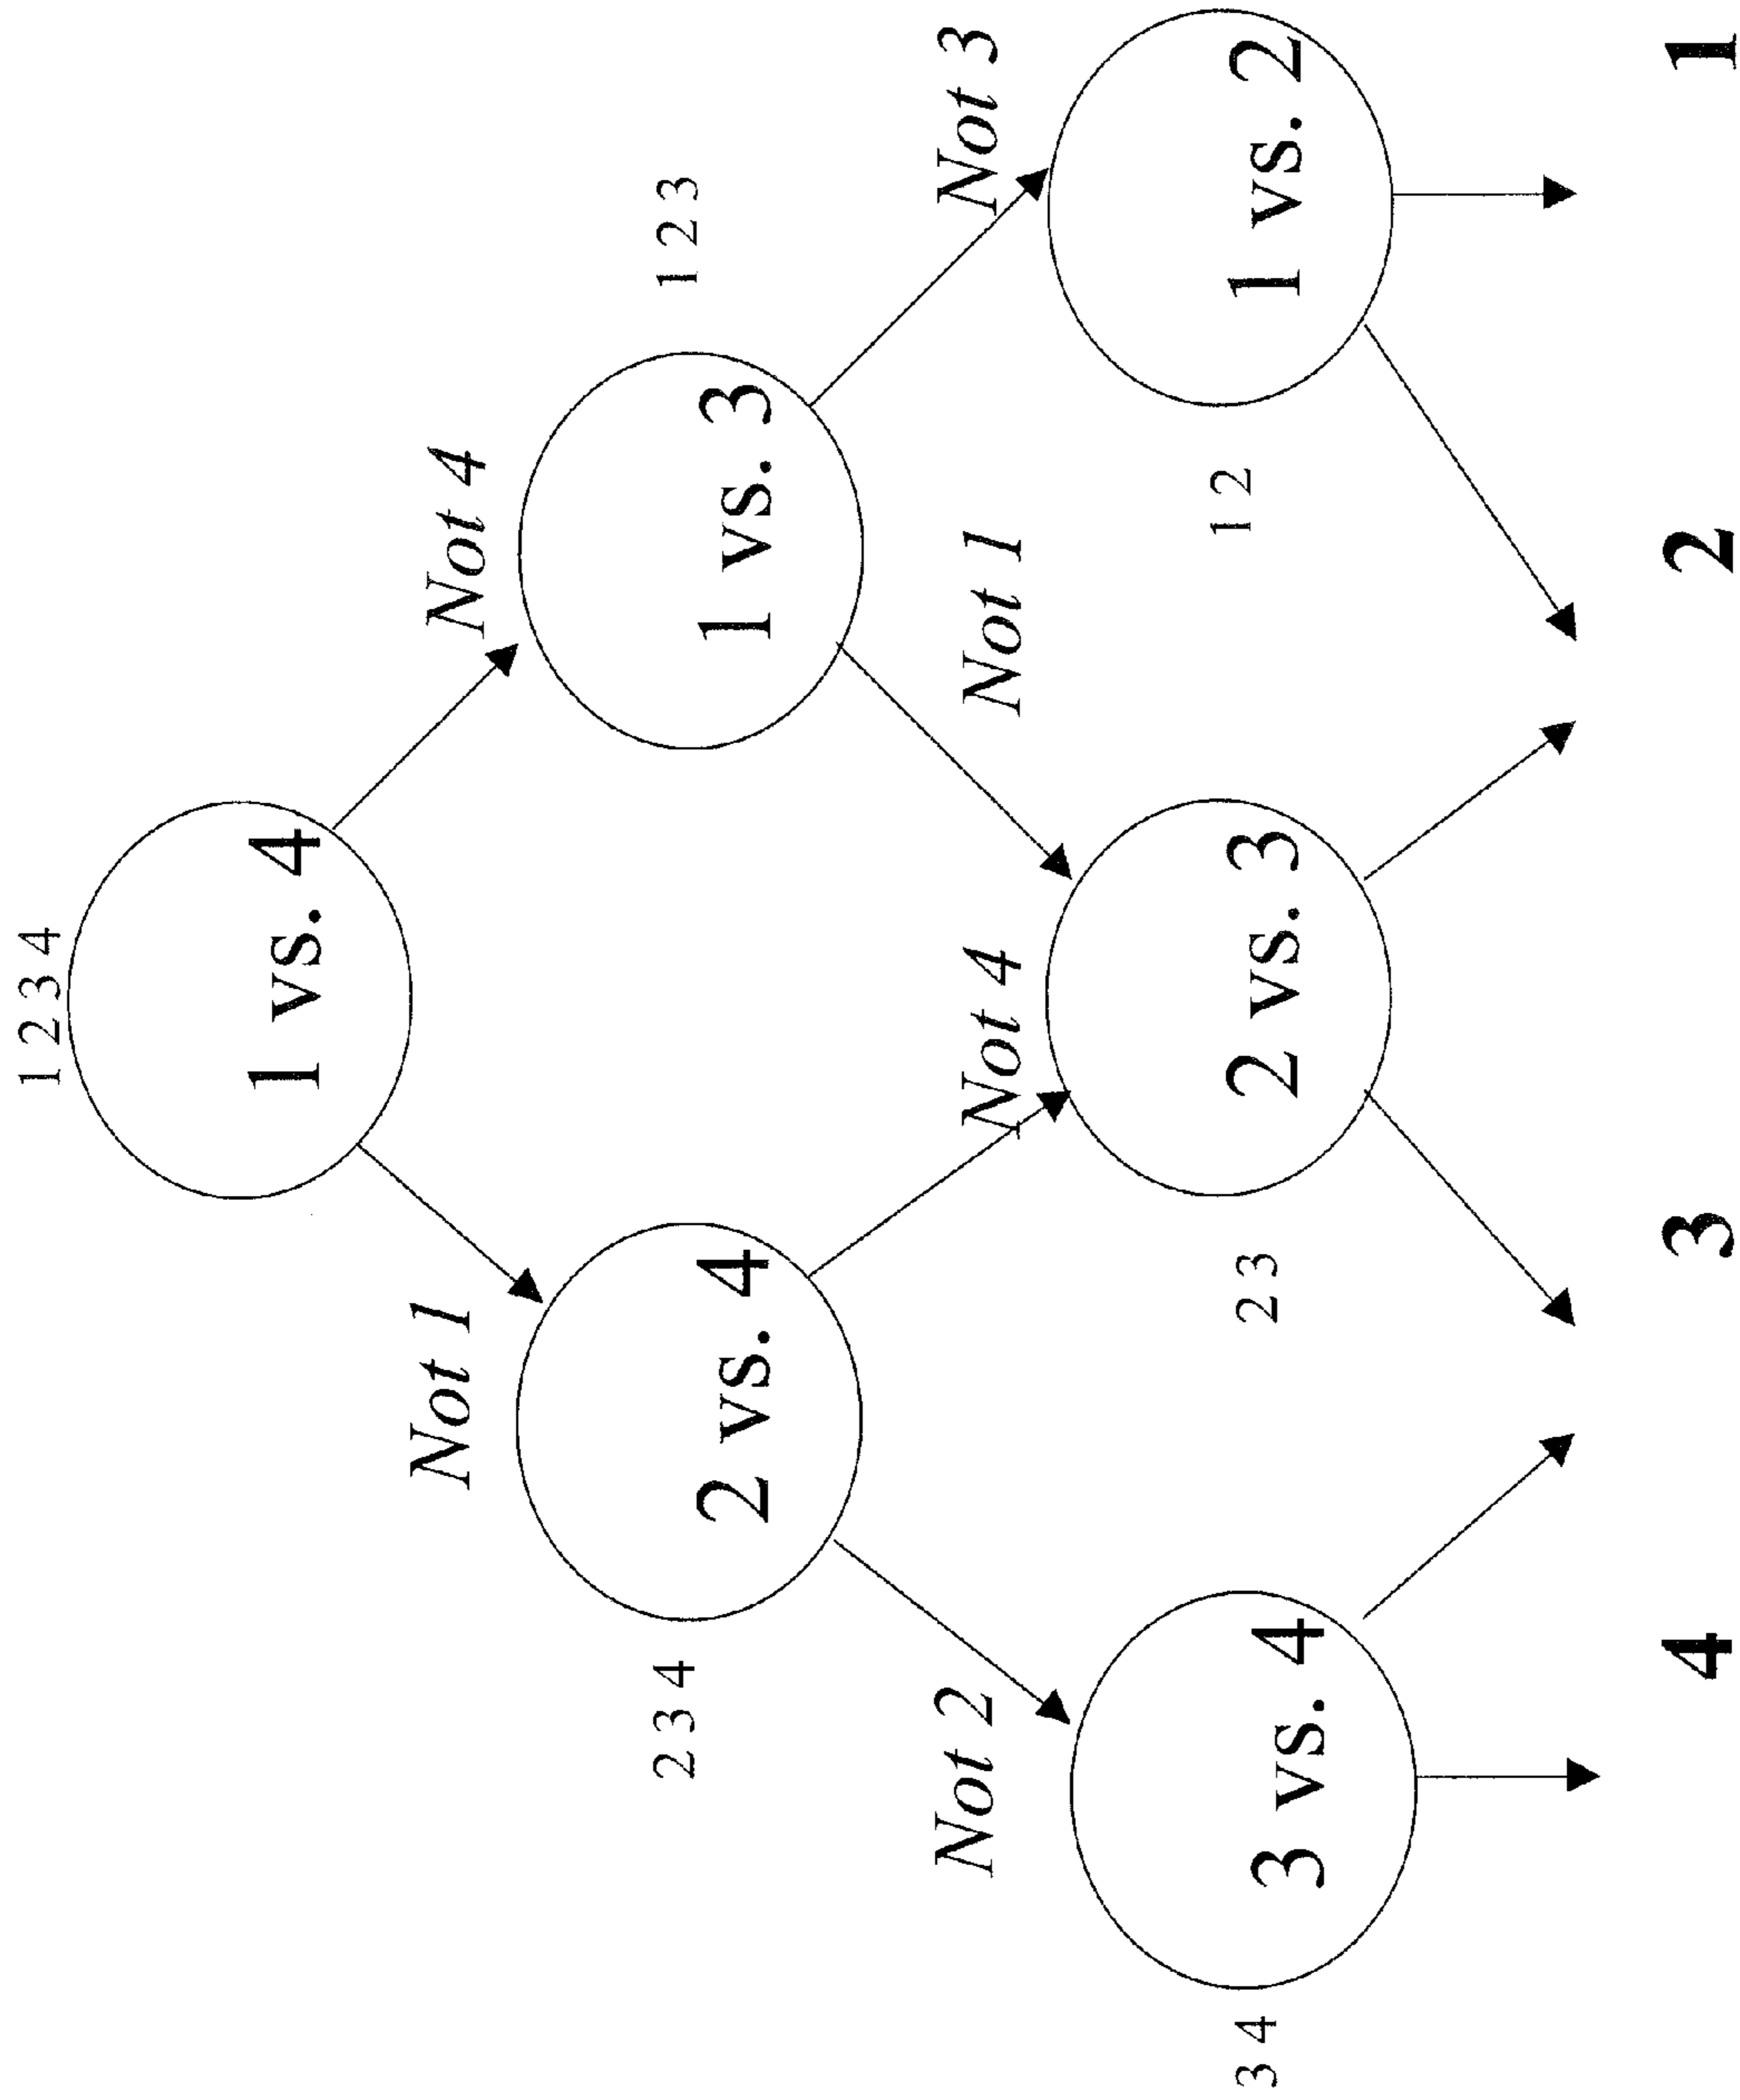 1 2 3 4
1 vs. 4
Not 1
Not 4
2 3 4
2 vs. 4
1 vs. 3
1 2 3
Not 2
Not 4
Not 1
Not 3
3 4
3 vs. 4
2 3
2 vs. 3
1 2
1 vs. 2
4
3
2
1